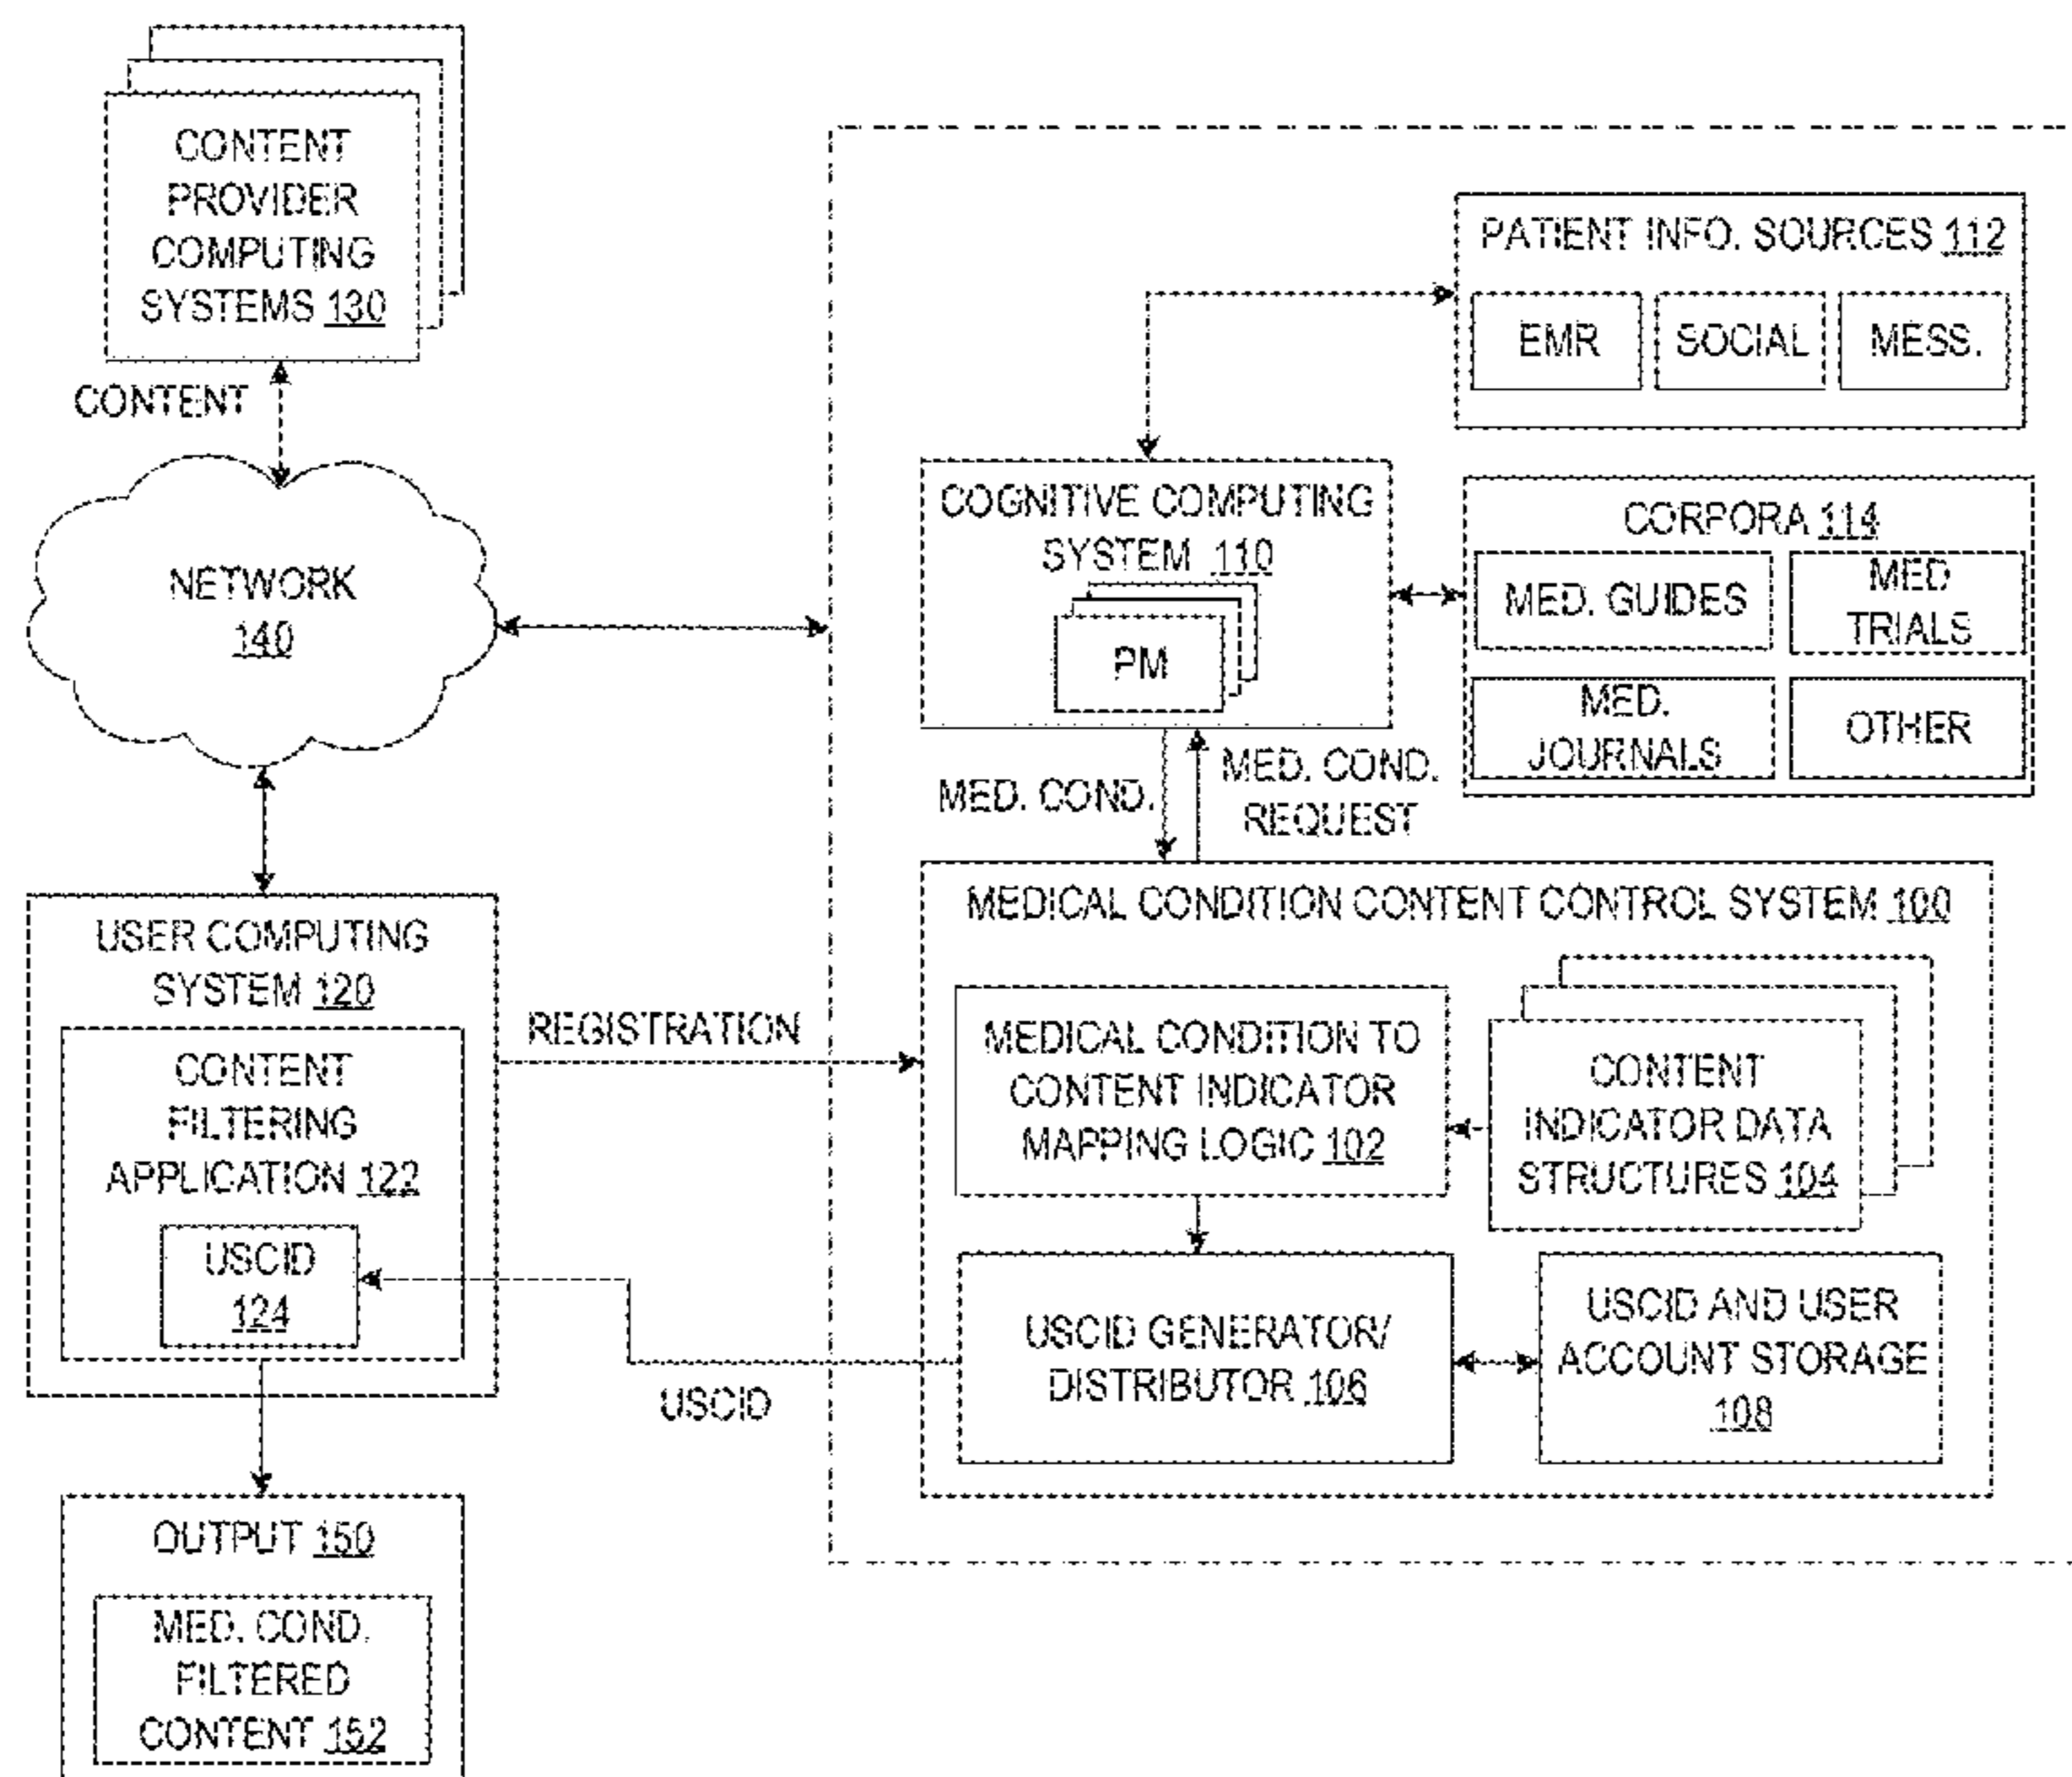 CONTENT
PROVIDER
COMPUTING
SYSTEMS 130
CONTENT
NETWORK
140
USER COMPUTING
SYSTEM 120
CONTENT
FILTERING
APPLICATION 122
USCID
124
OUTPUT 150
MED. COND.
FILTERED
CONTENT 152
REGISTRATION
USCID
PATIENT INFO. SOURCES 112
EMR
SOCIAL
MESS.
COGNITIVE COMPUTING
SYSTEM 110
PM
CORPORA 114
MED. GUIDES
MED
TRIALS
MED.
JOURNALS
OTHER
MED. COND.
MED. COND.
REQUEST
MEDICAL CONDITION CONTENT CONTROL SYSTEM 100
MEDICAL CONDITION TO
CONTENT INDICATOR
MAPPING LOGIC 102
CONTENT
INDICATOR DATA
STRUCTURES 104
USCID GENERATOR/
DISTRIBUTOR 106
USCID AND USER
ACCOUNT STORAGE
108